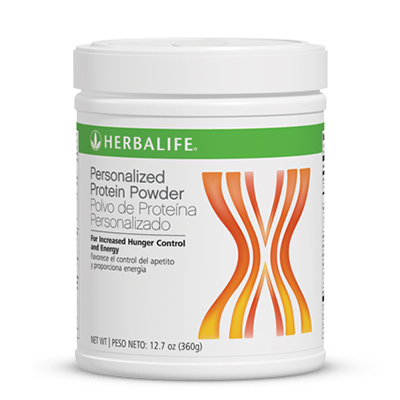 HERBALIFE®
Personalized
Protein Powder
Polvo de Proteína
Personalizado
For Increased Hunger Control
and Energy
Favorece el control del apetito
y proporciona energía
NET WT | PESO NETO: 12.7 oz (360g)